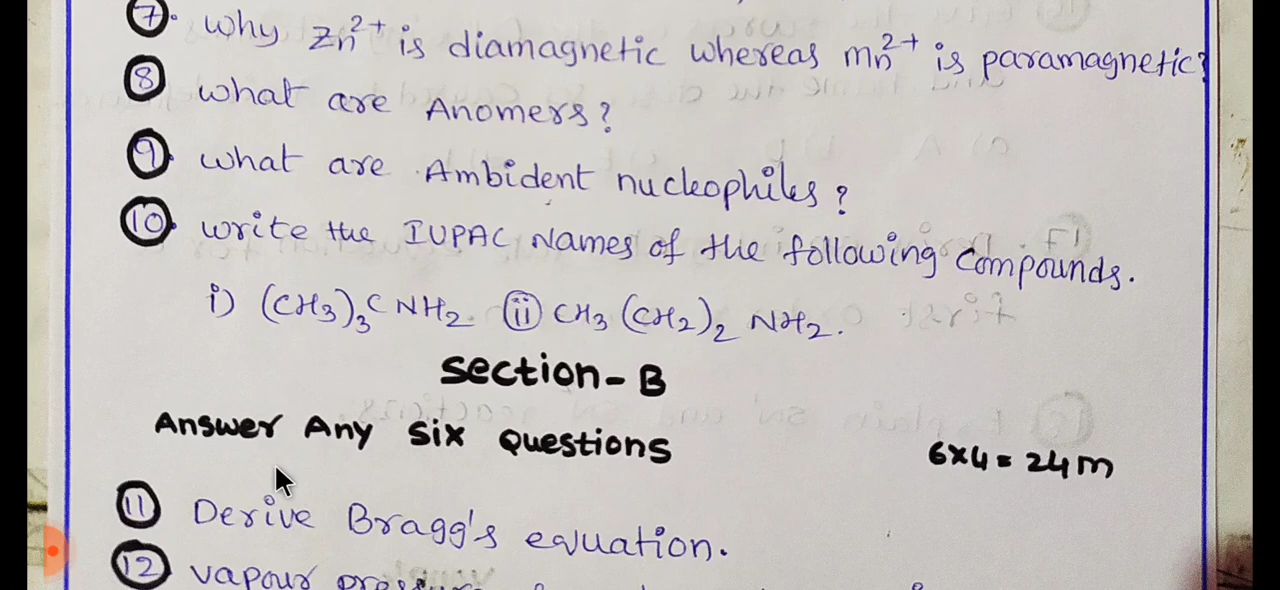 7. Why Zn²⁺ is diamagnetic whereas mn²⁺ is paramagnetic?
8 what are Anomers?
9. what are Ambident nucleophiles?
10. write the IUPAC Names of the following Compounds.
i) (CH₃)₃C NH₂. ii CH₃ (CH₂)₂ NH₂.
Section-B
Answer Any Six Questions 6x4 = 24m
11 Derive Bragg's equation.
12 vapour